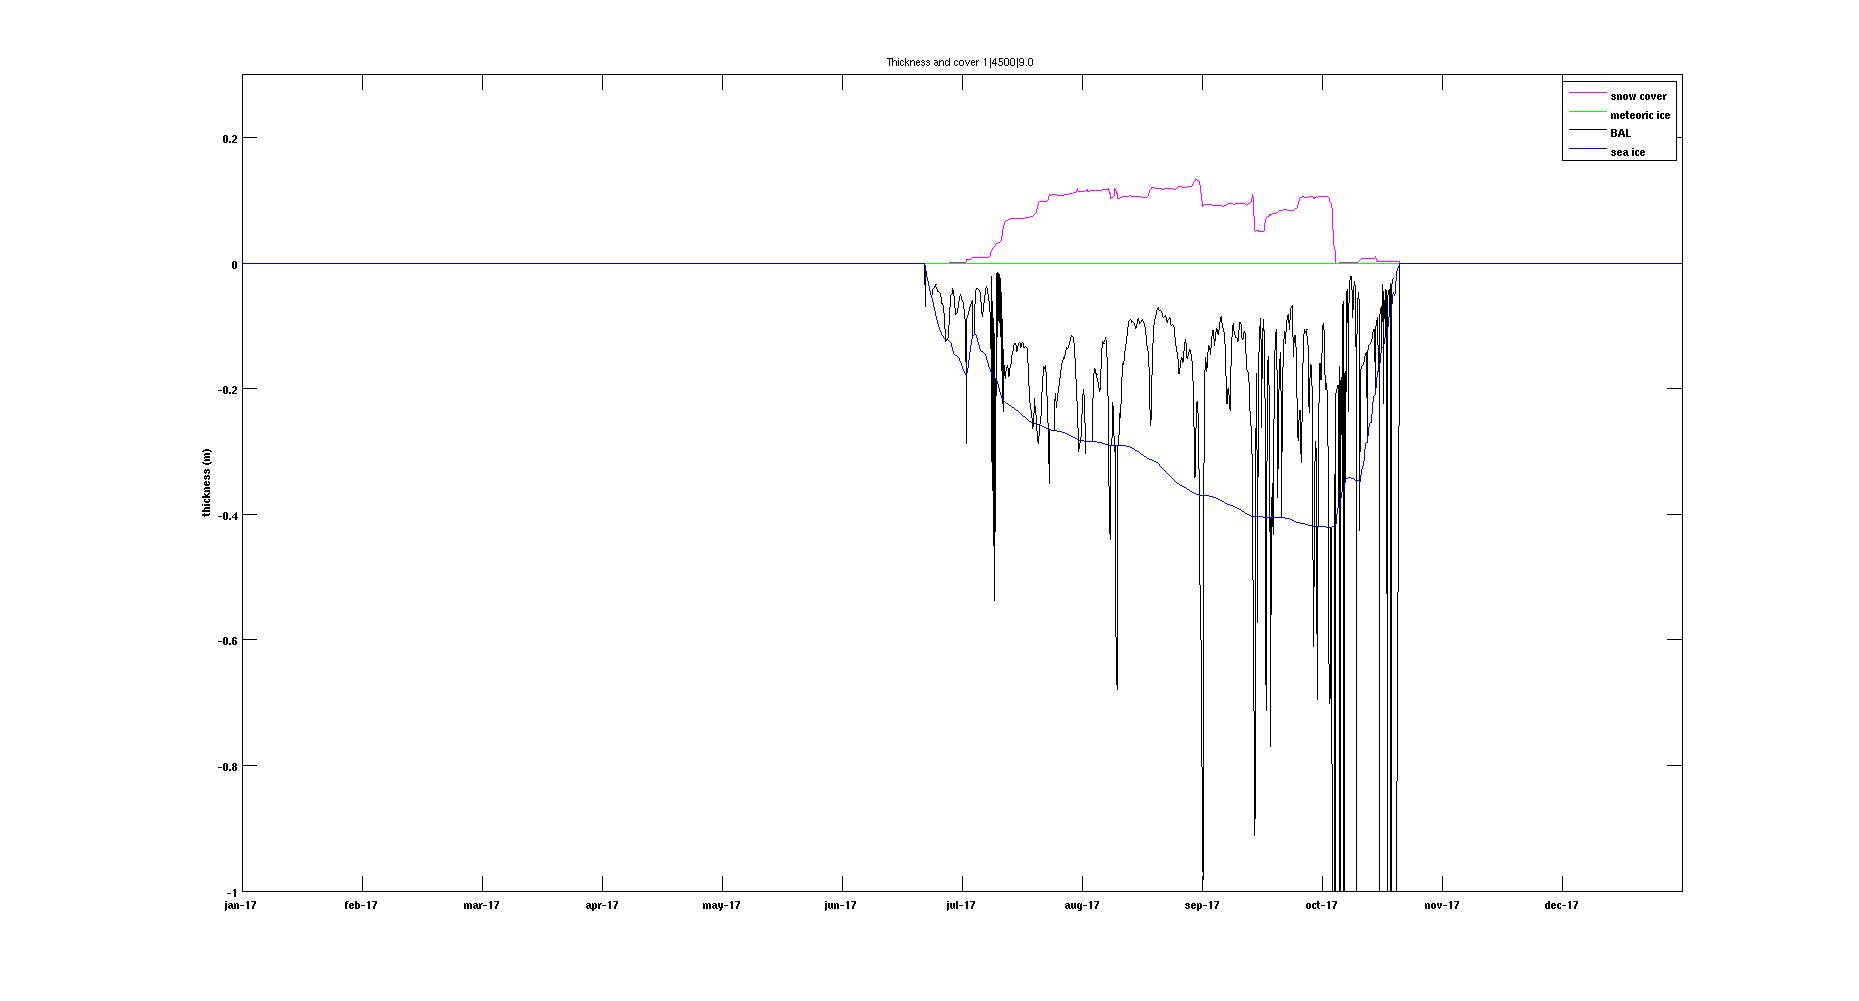 Thickness and cover 1|4500|9.0
snow cover
meteoric ice
BAL
sea ice
thickness (m)
0.2
0
-0.2
-0.4
-0.6
-0.8
-1
jan-17 feb-17 mar-17 apr-17 may-17 jun-17 jul-17 aug-17 sep-17 oct-17 nov-17 dec-17